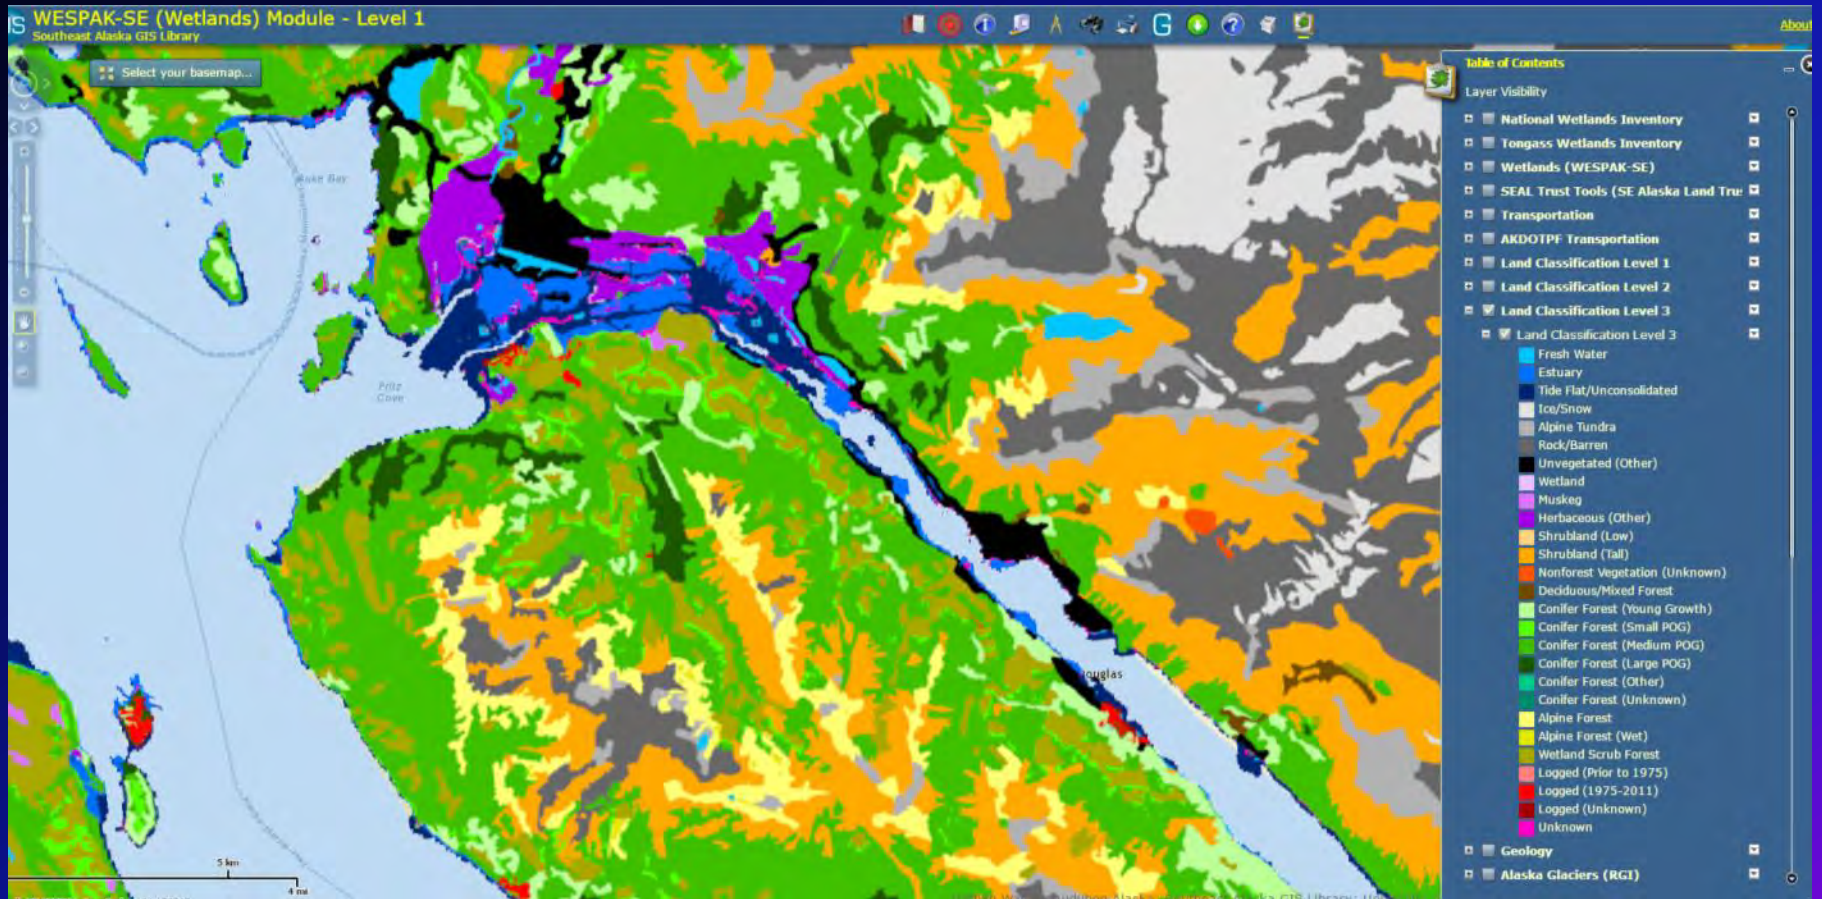 IS
WESPAK-SE (Wetlands) Module - Level 1
Southeast Alaska GIS Library
About
Select your basemap...
Auke Bay
Fritz
Cove
Douglas
5 km
4 mi
Table of Contents
Layer Visibility
National Wetlands Inventory
Tongass Wetlands Inventory
Wetlands (WESPAK-SE)
SEAL Trust Tools (SE Alaska Land Tru
Transportation
AKDOTPF Transportation
Land Classification Level 1
Land Classification Level 2
Land Classification Level 3
Land Classification Level 3
Fresh Water
Estuary
Tide Flat/Unconsolidated
Ice/Snow
Alpine Tundra
Rock/Barren
Unvegetated (Other)
Wetland
Muskeg
Herbaceous (Other)
Shrubland (Low)
Shrubland (Tall)
Nonforest Vegetation (Unknown)
Deciduous/Mixed Forest
Conifer Forest (Young Growth)
Conifer Forest (Small POG)
Conifer Forest (Medium POG)
Conifer Forest (Large POG)
Conifer Forest (Other)
Conifer Forest (Unknown)
Alpine Forest
Alpine Forest (Wet)
Wetland Scrub Forest
Logged (Prior to 1975)
Logged (1975-2011)
Logged (Unknown)
Unknown
Geology
Alaska Glaciers (RGI)